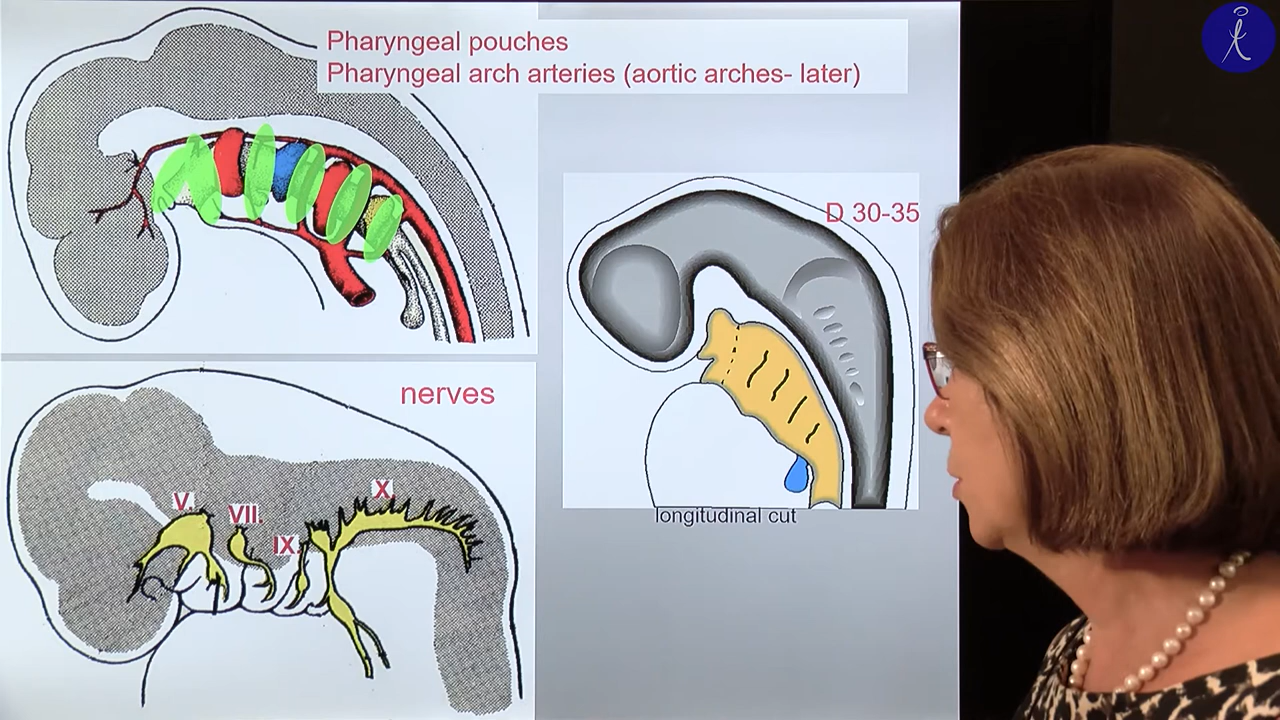 Pharyngeal pouches
Pharyngeal arch arteries (aortic arches- later)
D 30-35
longitudinal cut
nerves
V.
VII.
IX.
X.